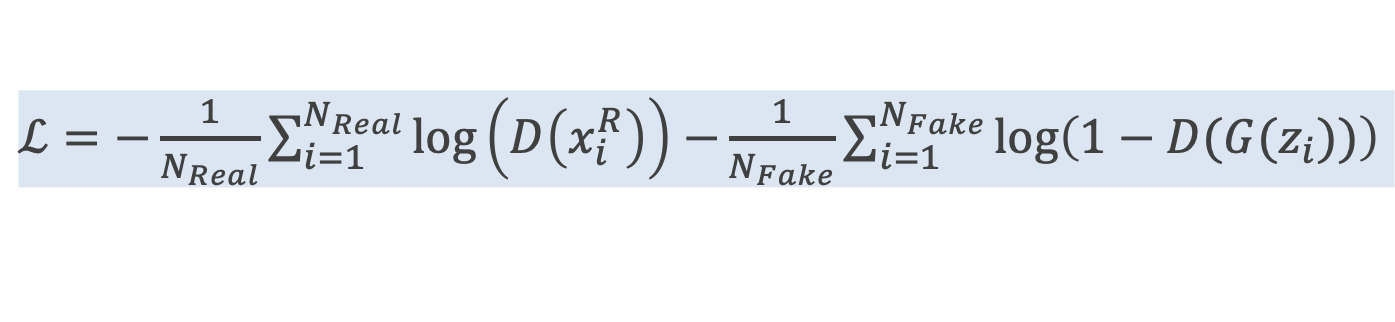 ℒ = − 1/N_Real ∑_{i=1}^{N_Real} log(D(x_i^R)) − 1/N_Fake ∑_{i=1}^{N_Fake} log(1 − D(G(z_i)))